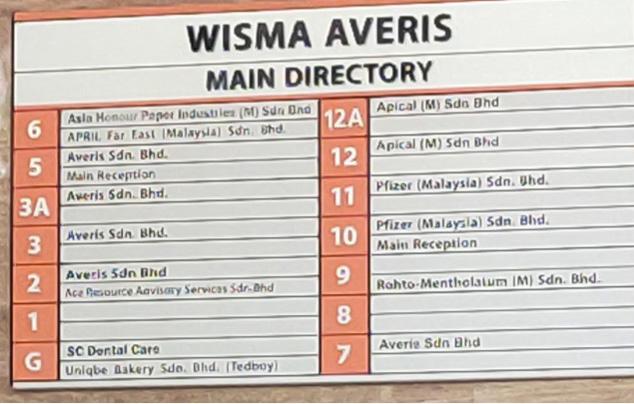 WISMA AVERIS
MAIN DIRECTORY
6
Asia Honour Paper Industries (M) Sdn Bhd
APRIL Far East (Malaysia) Sdn. Bhd.
5
Averis Sdn. Bhd.
Main Reception
3A
Averis Sdn. Bhd.
3
Averis Sdn. Bhd.
2
Averis Sdn Bhd
Ace Resource Advisory Services Sdn Bhd
1
G
SC Dental Care
Uniqbe Bakery Sdn. Bhd. (Tedboy)
12A
Apical (M) Sdn Bhd
12
Apical (M) Sdn Bhd
11
Pfizer (Malaysia) Sdn. Bhd.
10
Pfizer (Malaysia) Sdn. Bhd.
Main Reception
9
Rohto-Mentholatum (M) Sdn. Bhd.
8
7
Averis Sdn Bhd